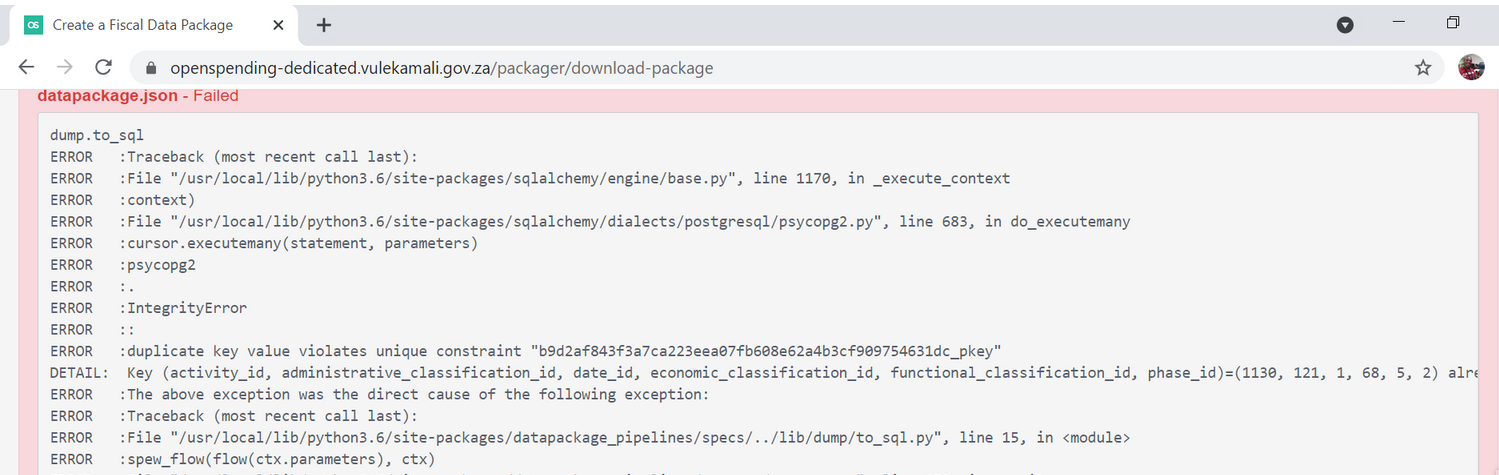 OS Create a Fiscal Data Package
openspending-dedicated.vulekamali.gov.za/packager/download-package
datapackage.json - Failed
dump.to_sql
ERROR :Traceback (most recent call last):
ERROR :File "/usr/local/lib/python3.6/site-packages/sqlalchemy/engine/base.py", line 1170, in _execute_context
ERROR :context)
ERROR :File "/usr/local/lib/python3.6/site-packages/sqlalchemy/dialects/postgresql/psycopg2.py", line 683, in do_executemany
ERROR :cursor.executemany(statement, parameters)
ERROR :psycopg2
ERROR :.
ERROR :IntegrityError
ERROR ::
ERROR :duplicate key value violates unique constraint "b9d2af843f3a7ca223eea07fb608e62a4b3cf909754631dc_pkey"
DETAIL: Key (activity_id, administrative_classification_id, date_id, economic_classification_id, functional_classification_id, phase_id)=(1130, 121, 1, 68, 5, 2) alre
ERROR :The above exception was the direct cause of the following exception:
ERROR :Traceback (most recent call last):
ERROR :File "/usr/local/lib/python3.6/site-packages/datapackage_pipelines/specs/../lib/dump/to_sql.py", line 15, in <module>
ERROR :spew_flow(flow(ctx.parameters), ctx)